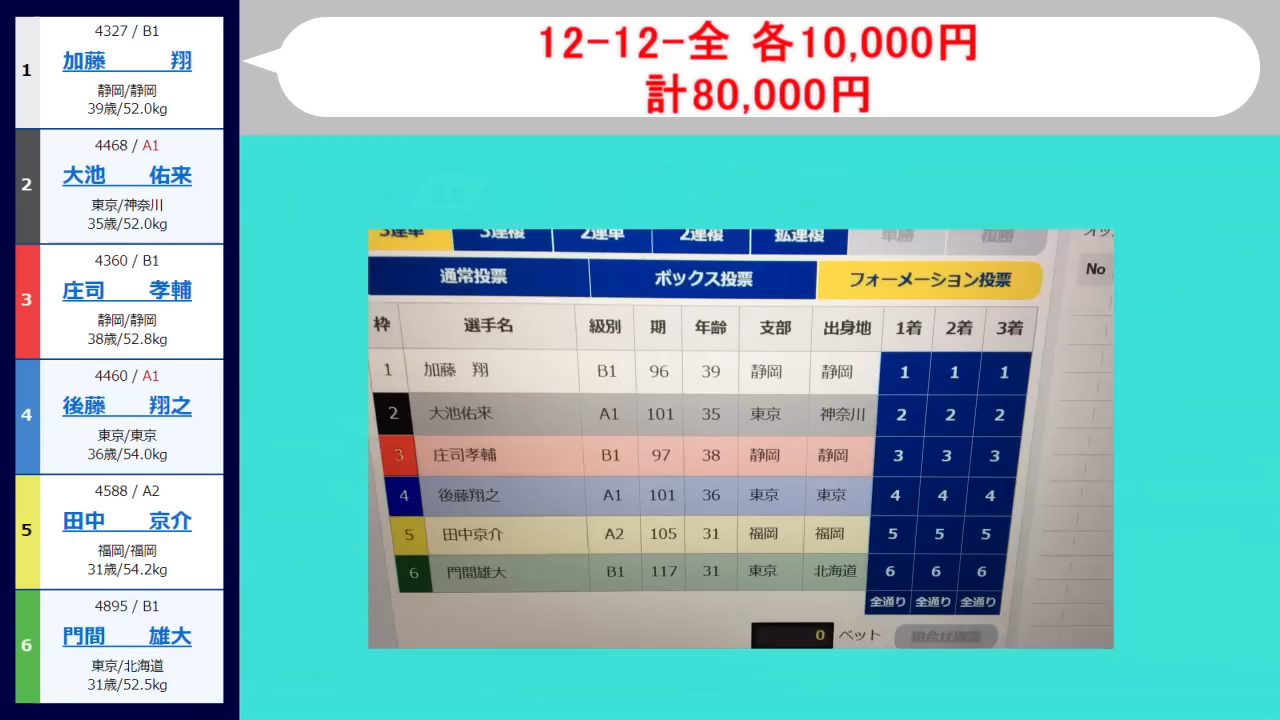 1
4327 / B1
加藤 翔
静岡/静岡
39歳/52.0kg
2
4468 / A1
大池 佑来
東京/神奈川
35歳/52.0kg
3
4360 / B1
庄司 孝輔
静岡/静岡
38歳/52.8kg
4
4460 / A1
後藤 翔之
東京/東京
36歳/54.0kg
5
4588 / A2
田中 京介
福岡/福岡
31歳/54.2kg
6
4895 / B1
門間 雄大
東京/北海道
31歳/52.5kg
12-12-全 各10,000円
計80,000円
3連単 3連複 2連単 2連複 拡連複 単勝 複勝
通常投票 ボックス投票 フォーメーション投票
No
枠 選手名 級別 期 年齢 支部 出身地 1着 2着 3着
1 加藤 翔 B1 96 39 静岡 静岡 1 1 1
2 大池佑来 A1 101 35 東京 神奈川 2 2 2
3 庄司孝輔 B1 97 38 静岡 静岡 3 3 3
4 後藤翔之 A1 101 36 東京 東京 4 4 4
5 田中京介 A2 105 31 福岡 福岡 5 5 5
6 門間雄大 B1 117 31 東京 北海道 6 6 6
全通り 全通り 全通り
0 ベット